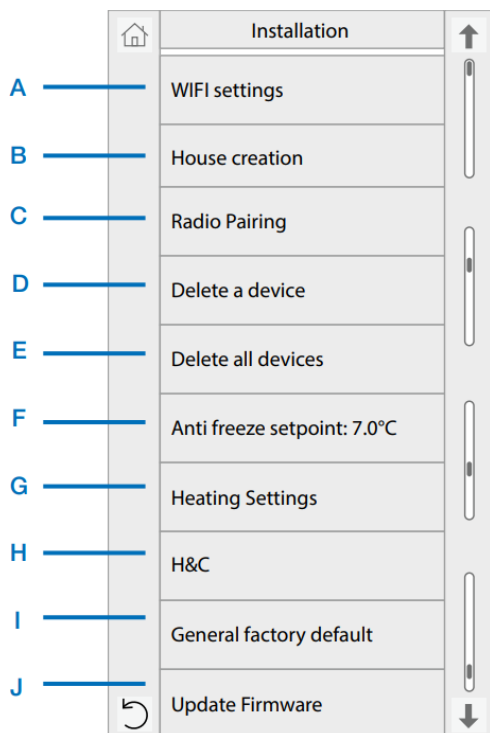 Installation
A WIFI settings
B House creation
C Radio Pairing
D Delete a device
E Delete all devices
F Anti freeze setpoint: 7.0°C
G Heating Settings
H H&C
I General factory default
J Update Firmware